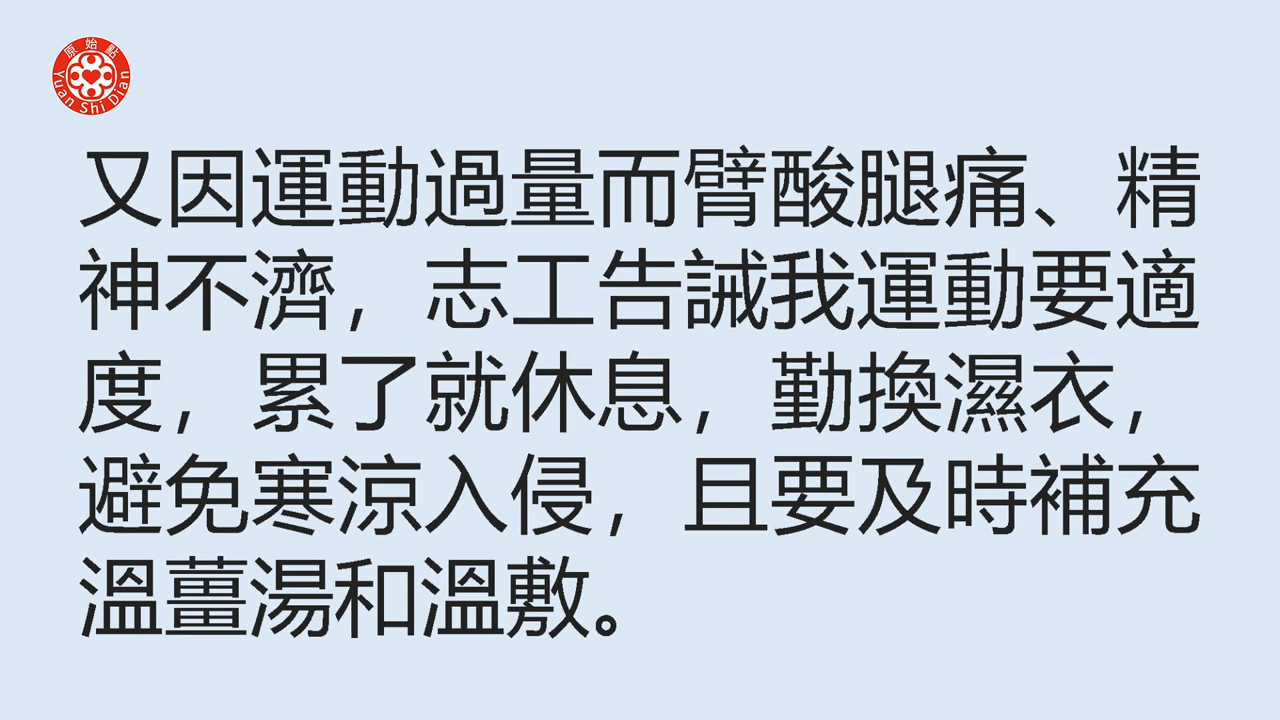 原始點
Yuan Shi Dian
又因運動過量而臂酸腿痛、精
神不濟，志工告誡我運動要適
度，累了就休息，勤換濕衣，
避免寒涼入侵，且要及時補充
溫薑湯和溫敷。